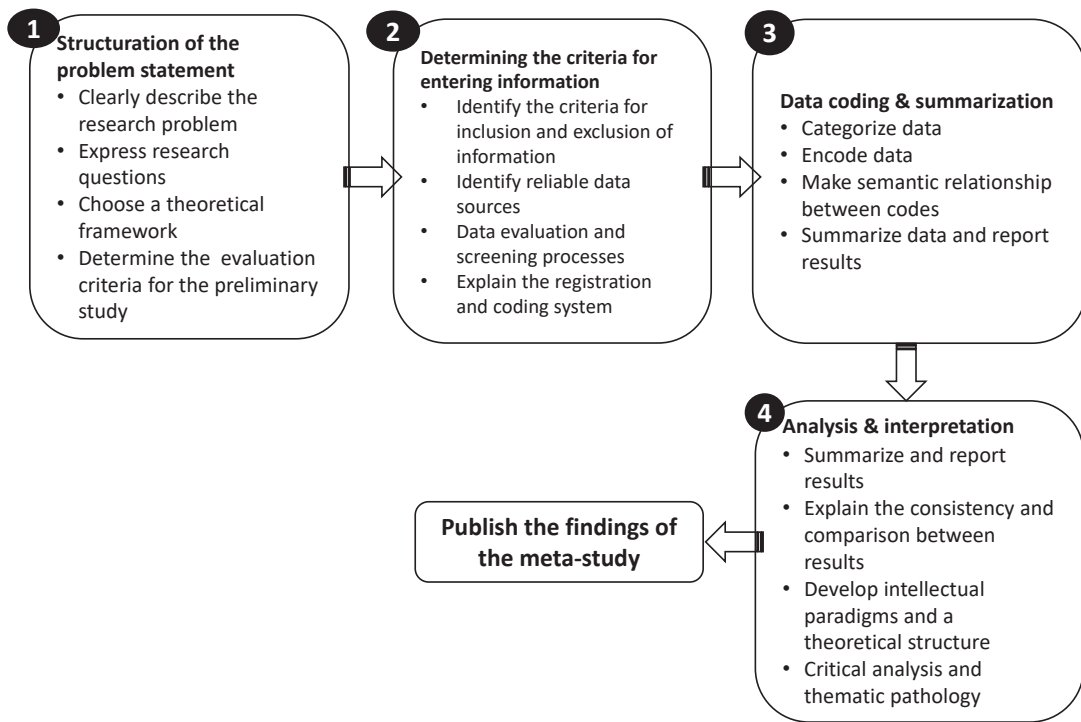 1
Structuration of the
problem statement
• Clearly describe the
research problem
• Express research
questions
• Choose a theoretical
framework
• Determine the evaluation
criteria for the preliminary
study
2
Determining the criteria for
entering information
• Identify the criteria for
inclusion and exclusion of
information
• Identify reliable data
sources
• Data evaluation and
screening processes
• Explain the registration
and coding system
3
Data coding & summarization
• Categorize data
• Encode data
• Make semantic relationship
between codes
• Summarize data and report
results
4
Analysis & interpretation
• Summarize and report
results
• Explain the consistency and
comparison between
results
• Develop intellectual
paradigms and a
theoretical structure
• Critical analysis and
thematic pathology
Publish the findings of
the meta-study